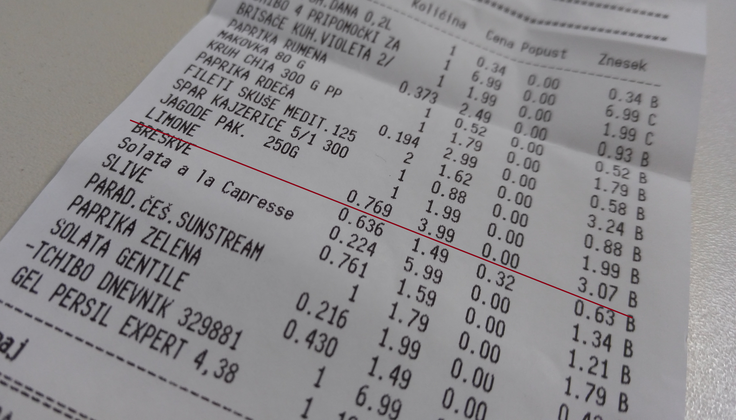 Količina Cena Popust Znesek
DANA 0,2L 1 0.34 0.00 0.34 B
TCHIBO 4 PRIPOMOČKI ZA 1 6.99 0.00 6.99 C
BRISAČE KUH.VIOLETA 2/ 1 1.99 0.00 1.99 C
PAPRIKA RUMENA 0.373 2.49 0.00 0.93 B
MAKOVKA 80 G 1 0.52 0.00 0.52 B
KRUH CHIA 300 G PP 1 1.79 0.00 1.79 B
PAPRIKA RDEČA 0.194 2.99 0.00 0.58 B
FILETI SKUSE MEDIT.125 2 1.62 0.00 3.24 B
SPAR KAJZERICE 5/1 300 1 0.88 0.00 0.88 B
JAGODE PAK. 250G 1 1.99 0.00 1.99 B
LIMONE 0.769 3.99 0.00 3.07 B
BRESKVE 0.636 1.49 0.32 0.63 B
Solata a la Capresse 0.224 5.99 0.00 1.34 B
SLIVE 0.761 1.59 0.00 1.21 B
PARAD.ČEŠ.SUNSTREAM 1 1.79 0.00 1.79 B
PAPRIKA ZELENA 0.216 1.99 0.00
SOLATA GENTILE 0.430 1.49 0.00
-TCHIBO DNEVNIK 329881 1 6.99
GEL PERSIL EXPERT 4,38 1